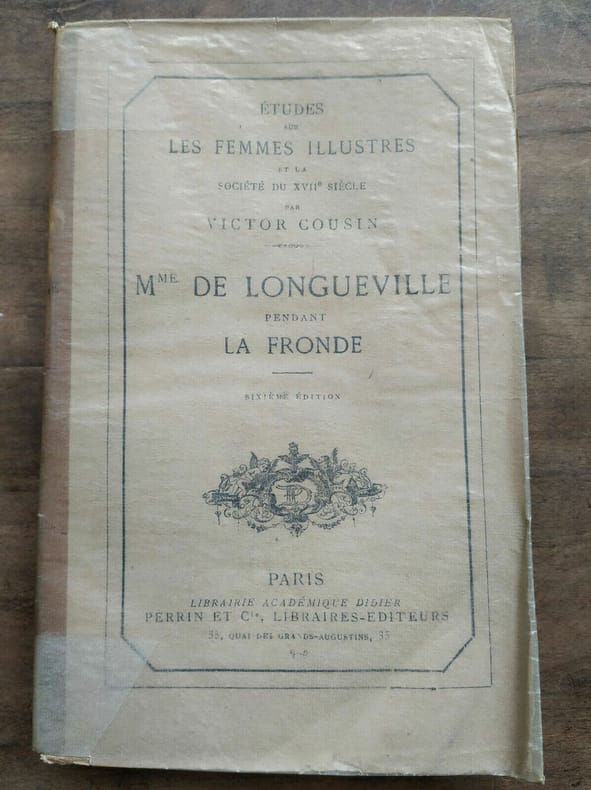 ÉTUDES
SUR
LES FEMMES ILLUSTRES
ET LA
SOCIÉTÉ DU XVIIe SIÈCLE
PAR
VICTOR COUSIN
MME DE LONGUEVILLE
PENDANT
LA FRONDE
SIXIÈME ÉDITION
PARIS
LIBRAIRIE ACADÉMIQUE DIDIER
PERRIN ET Cie, LIBRAIRES-EDITEURS
35, QUAI DES GRANDS-AUGUSTINS, 35